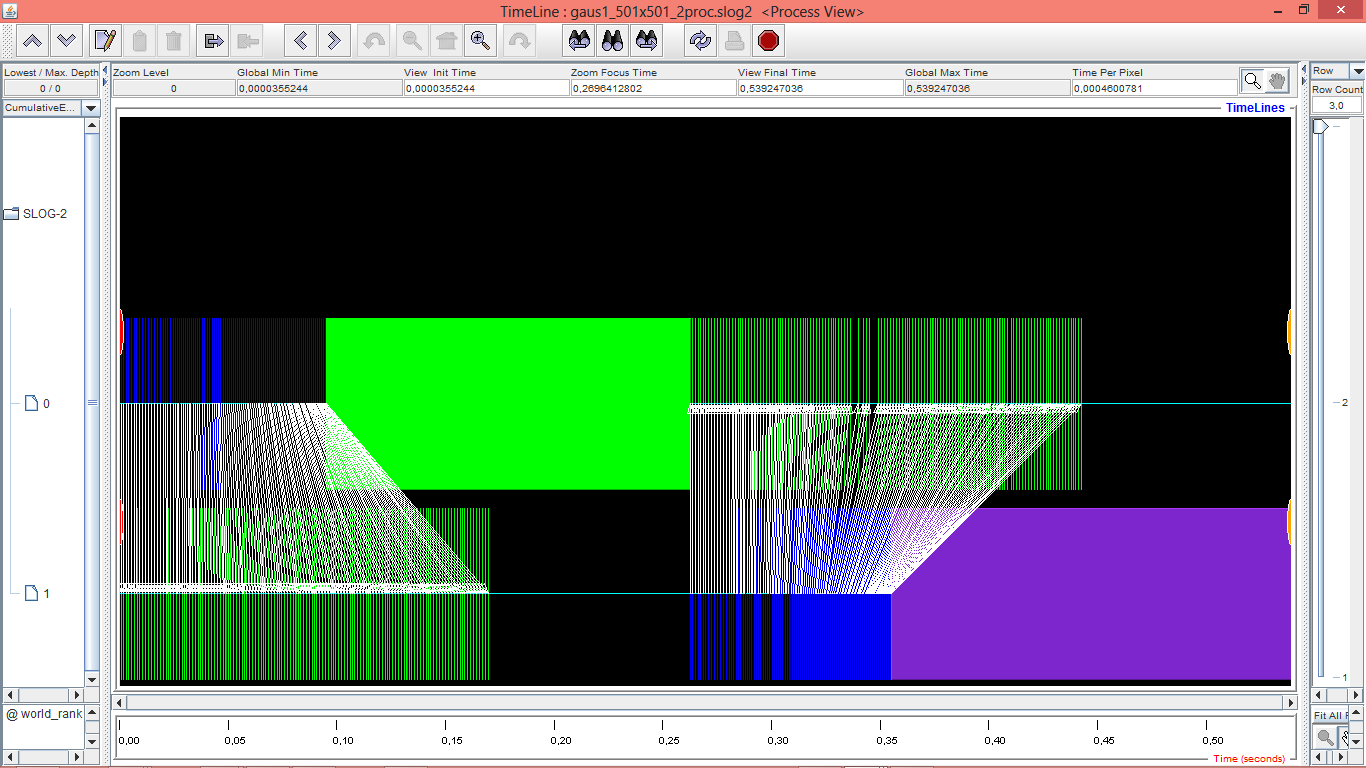 TimeLine : gaus1_501x501_2proc.slog2 <Process View>
Lowest / Max. Depth
0 / 0
Zoom Level
0
Global Min Time
0,0000355244
View Init Time
0,0000355244
Zoom Focus Time
0,2696412802
View Final Time
0,539247036
Global Max Time
0,539247036
Time Per Pixel
0,0004600781
Row
Row Count
3,0
CumulativeE...
TimeLines
SLOG-2
0
1
2
1
@ world_rank
Fit All
0,00 0,05 0,10 0,15 0,20 0,25 0,30 0,35 0,40 0,45 0,50
Time (seconds)